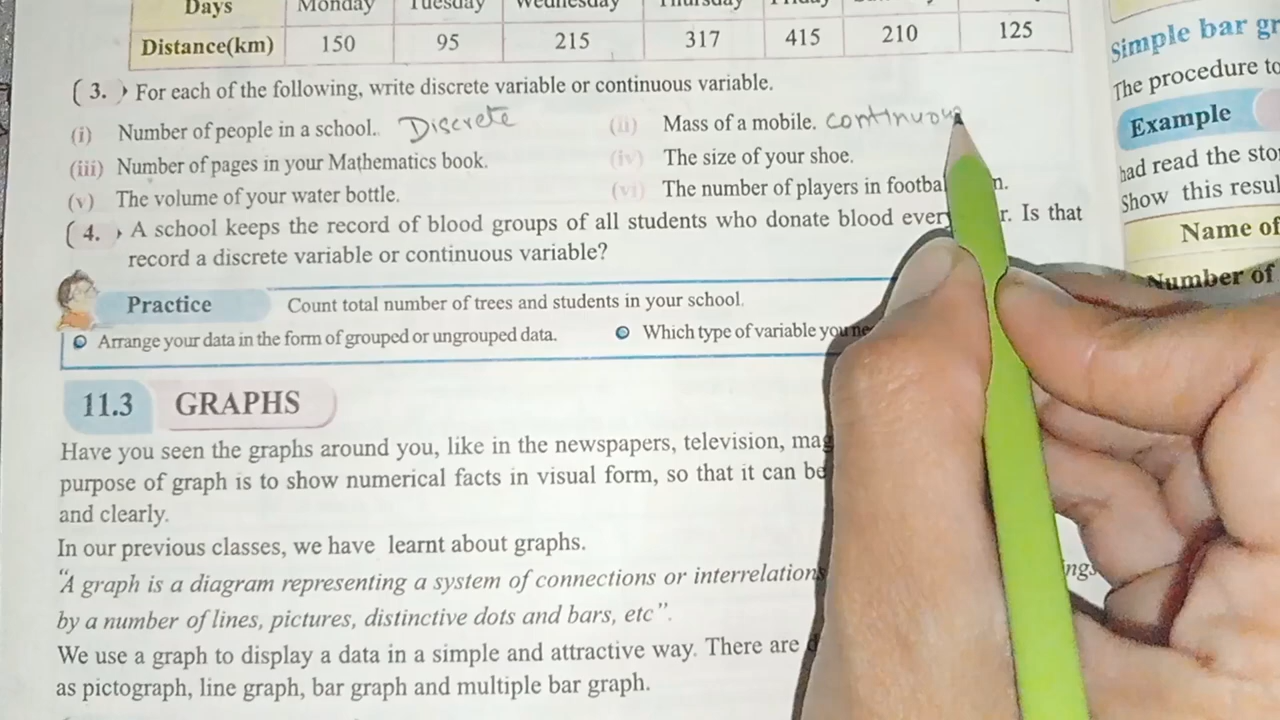 Days Monday Tuesday Wednesday Thursday Friday
Distance(km) 150 95 215 317 415 210 125
( 3. ) For each of the following, write discrete variable or continuous variable.
(i) Number of people in a school. Discrete (ii) Mass of a mobile. continuous
(iii) Number of pages in your Mathematics book. (iv) The size of your shoe.
(v) The volume of your water bottle. (vi) The number of players in
( 4. ) A school keeps the record of blood groups of all students who donate blood Is that
record a discrete variable or continuous variable?
Practice Count total number of trees and students in your school.
Arrange your data in the form of grouped or ungrouped data. Which type of variable you
11.3 GRAPHS
Have you seen the graphs around you, like in the newspapers, television,
purpose of graph is to show numerical facts in visual form, so that it can be
and clearly.
In our previous classes, we have learnt about graphs.
“A graph is a diagram representing a system of connections or
by a number of lines, pictures, distinctive dots and bars, etc”.
We use a graph to display a data in a simple and attractive way. There are
as pictograph, line graph, bar graph and multiple bar graph.
Simple bar
The procedure to
Example
had read the
Show this
Name of
Number of